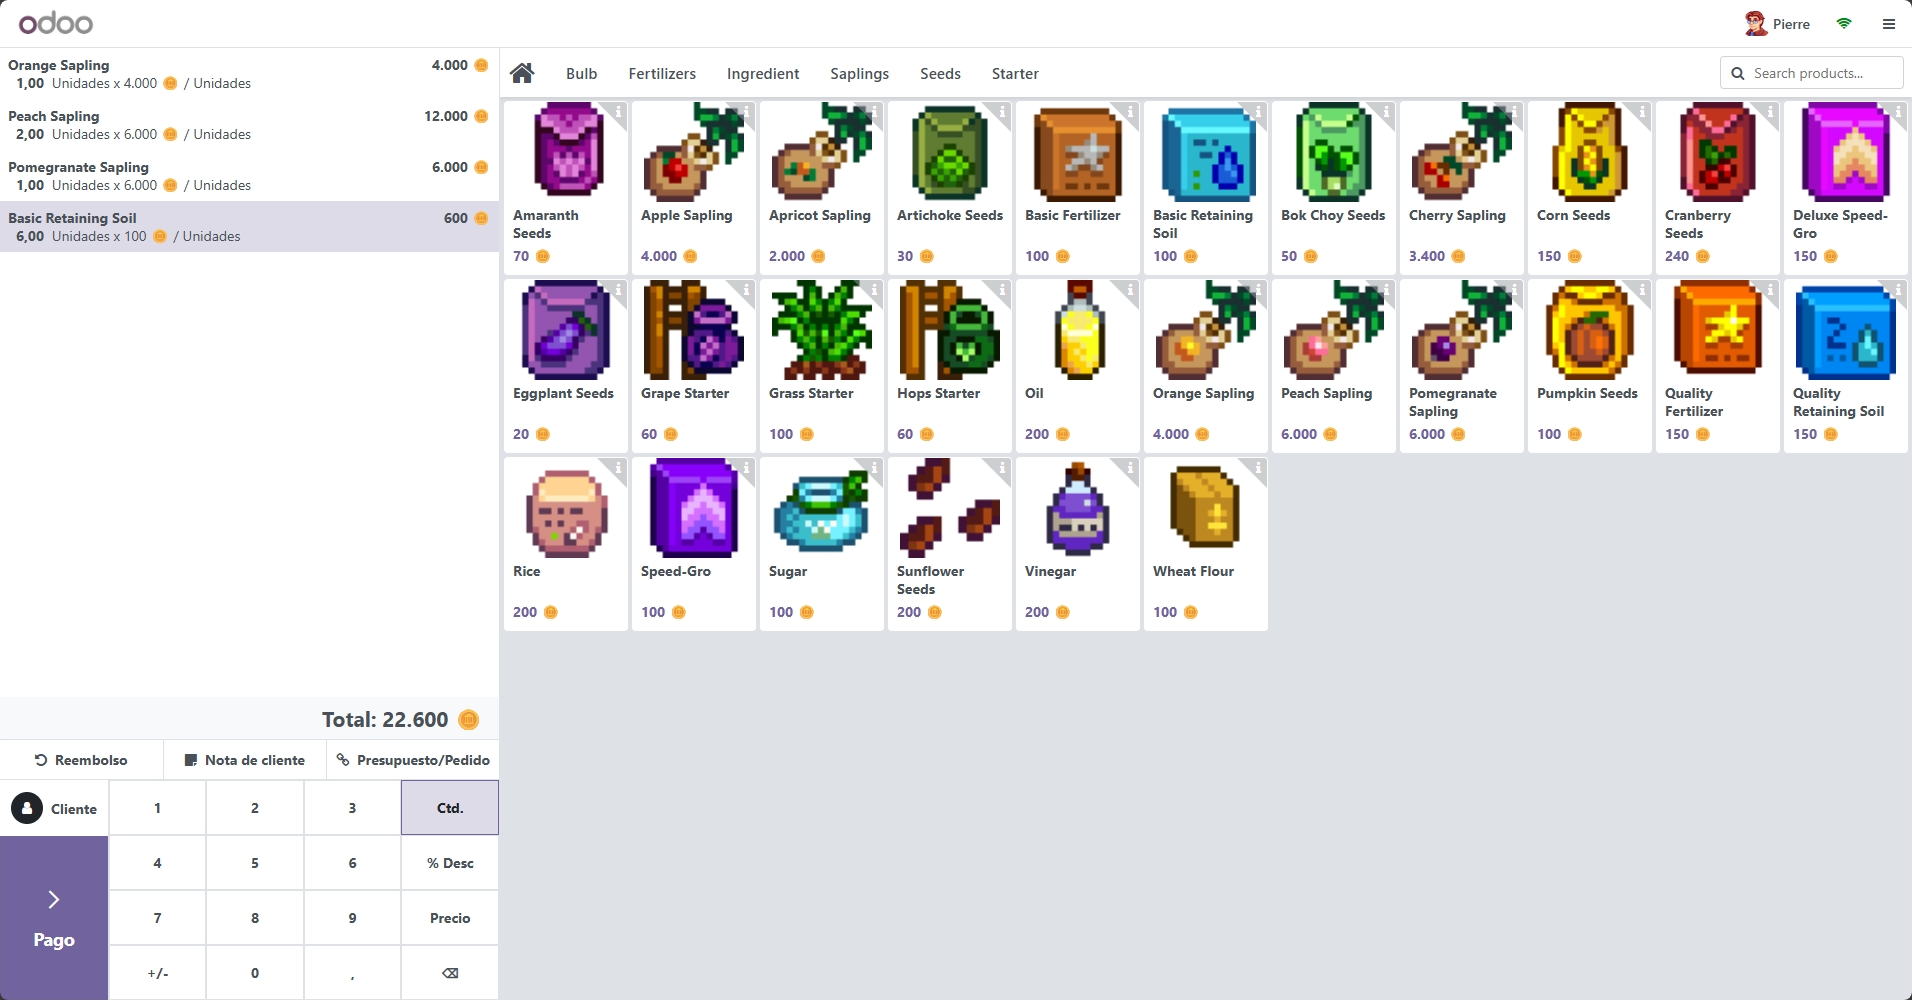 odoo
Pierre
Orange Sapling 4.000
1,00 Unidades x 4.000 / Unidades
Peach Sapling 12.000
2,00 Unidades x 6.000 / Unidades
Pomegranate Sapling 6.000
1,00 Unidades x 6.000 / Unidades
Basic Retaining Soil 600
6,00 Unidades x 100 / Unidades
Total: 22.600
Reembolso Nota de cliente Presupuesto/Pedido
Cliente 1 2 3 Ctd.
4 5 6 % Desc
7 8 9 Precio
Pago
+/- 0 , ⌫
Bulb Fertilizers Ingredient Saplings Seeds Starter
Search products...
Amaranth
Seeds
70
Apple Sapling
4.000
Apricot Sapling
2.000
Artichoke Seeds
30
Basic Fertilizer
100
Basic Retaining
Soil
100
Bok Choy Seeds
50
Cherry Sapling
3.400
Corn Seeds
150
Cranberry
Seeds
240
Deluxe Speed-
Gro
150
Eggplant Seeds
20
Grape Starter
60
Grass Starter
100
Hops Starter
60
Oil
200
Orange Sapling
4.000
Peach Sapling
6.000
Pomegranate
Sapling
6.000
Pumpkin Seeds
100
Quality
Fertilizer
150
Quality
Retaining Soil
150
Rice
200
Speed-Gro
100
Sugar
100
Sunflower
Seeds
200
Vinegar
200
Wheat Flour
100